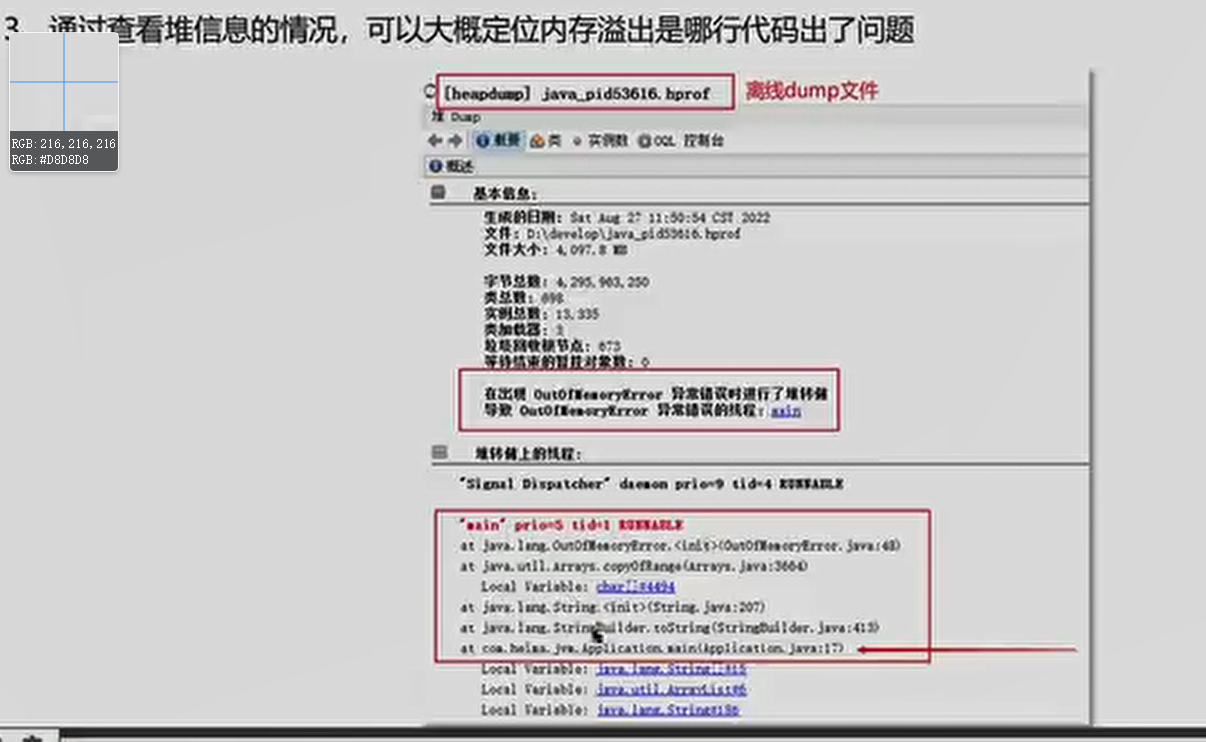 3、通过查看堆信息的情况，可以大概定位内存溢出是哪行代码出了问题
RGB:216,216,216
RGB:#D8D8D8
[heapdump] java_pid53616.hprof
离线dump文件
堆 Dump
概要 类 实例数 OQL 控制台
概述
基本信息:
生成的日期: Sat Aug 27 11:50:54 CST 2022
文件: D:\develop\java_pid53616.hprof
文件大小: 4,097.8 MB
字节总数: 4,295,963,250
类总数: 698
实例总数: 13,335
类加载器: 3
垃圾回收根节点: 673
等待结束的暂挂对象数: 0
在出现 OutOfMemoryError 异常错误时进行了堆转储
导致 OutOfMemoryError 异常错误的线程: main
堆转储上的线程:
"Signal Dispatcher" daemon prio=9 tid=4 RUNNABLE
"main" prio=5 tid=1 RUNNABLE
at java.lang.OutOfMemoryError.<init>(OutOfMemoryError.java:48)
at java.util.Arrays.copyOfRange(Arrays.java:3664)
Local Variable: char[]#4494
at java.lang.String.<init>(String.java:207)
at java.lang.StringBuilder.toString(StringBuilder.java:413)
at com.heima.jvm.Application.main(Application.java:17)
Local Variable: java.lang.String[]#15
Local Variable: java.util.ArrayList#6
Local Variable: java.lang.String#186